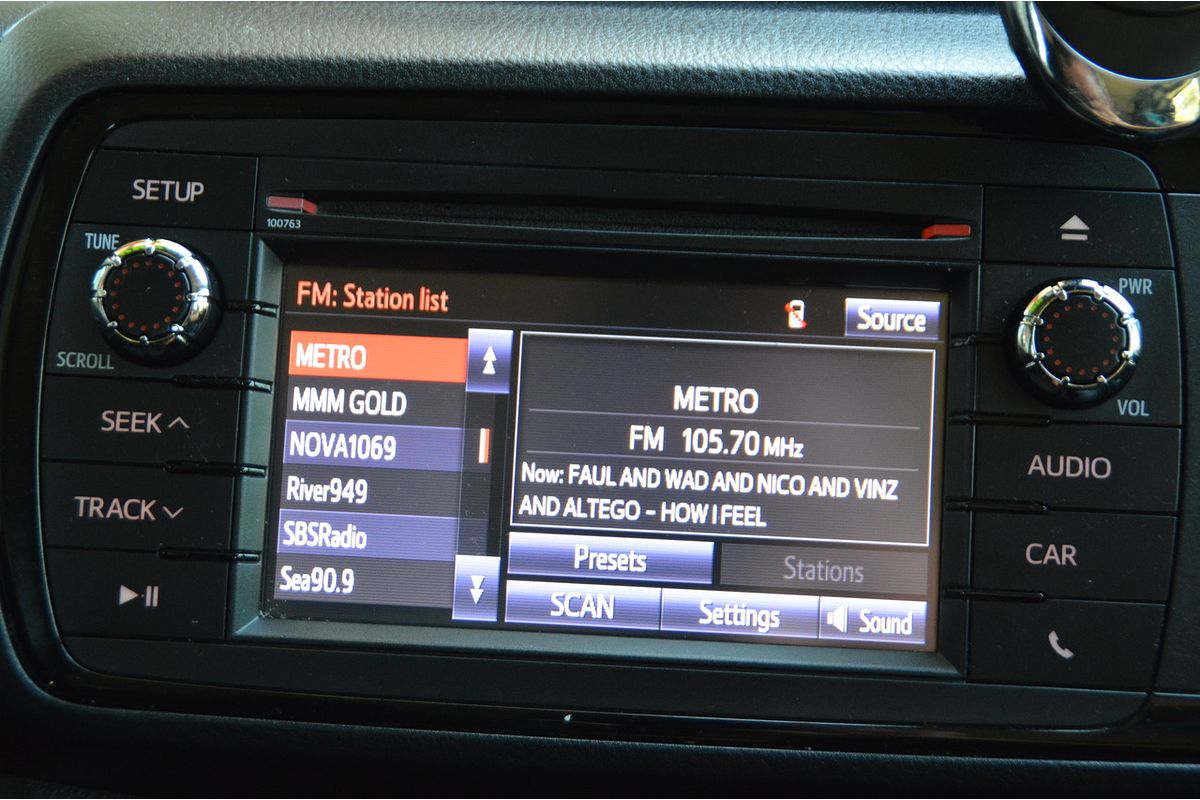 SETUP
100763
TUNE
SCROLL
SEEK
TRACK
FM: Station list
Source
METRO
MMM GOLD
NOVA1069
River949
SBSRadio
Sea90.9
METRO
FM 105.70 MHz
Now: FAUL AND WAD AND NICO AND VINZ
AND ALTEGO - HOW I FEEL
Presets
Stations
SCAN
Settings
Sound
PWR
VOL
AUDIO
CAR